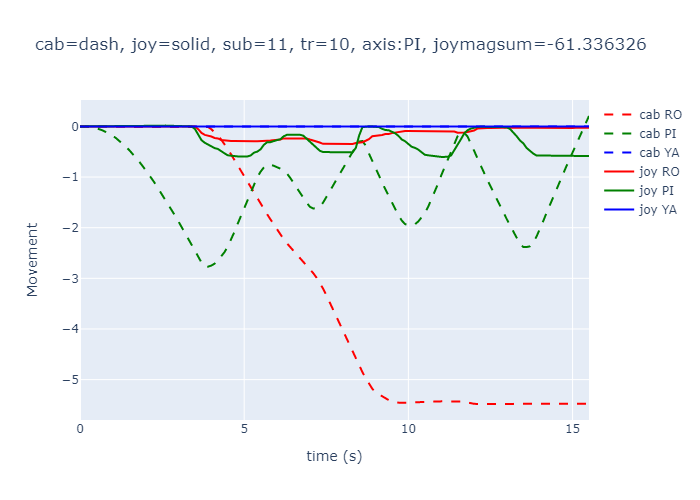 cab=dash, joy=solid, sub=11, tr=10, axis:PI, joymagsum=-61.336326
cab RO
cab PI
cab YA
joy RO
joy PI
joy YA
0
−1
−2
−3
−4
−5
Movement
0
5
10
15
time (s)